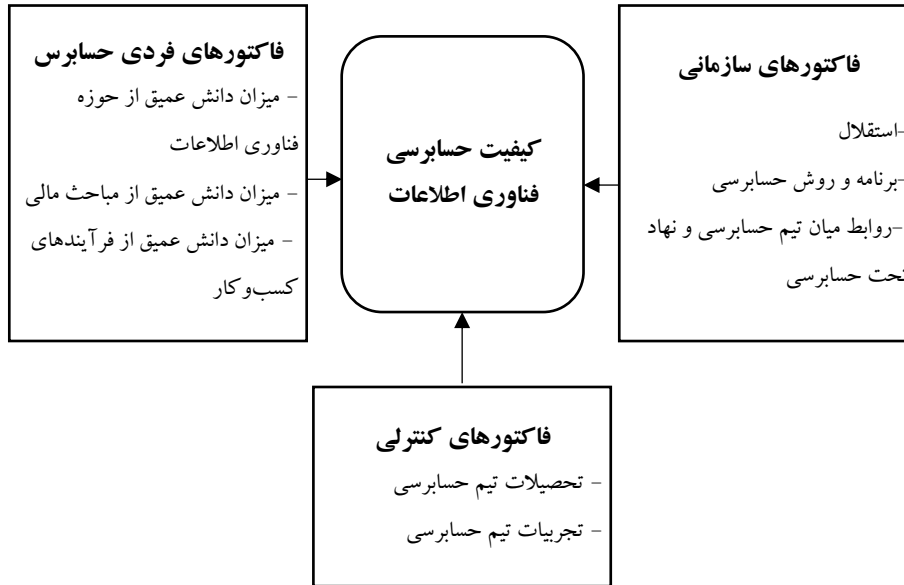 فاکتورهای سازمانی
-استقلال
-برنامه و روش حسابرسی
-روابط میان تیم حسابرسی و نهاد
تحت حسابرسی
کیفیت حسابرسی
فناوری اطلاعات
فاکتورهای فردی حسابرس
- میزان دانش عمیق از حوزه
فناوری اطلاعات
- میزان دانش عمیق از مباحث مالی
- میزان دانش عمیق از فرآیندهای
کسب‌وکار
فاکتورهای کنترلی
- تحصیلات تیم حسابرسی
- تجربیات تیم حسابرسی